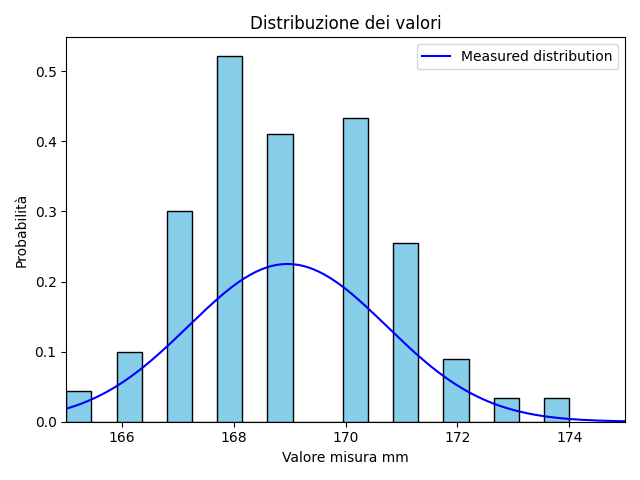 Distribuzione dei valori
Measured distribution
Probabilità
0.5
0.4
0.3
0.2
0.1
0.0
166 168 170 172 174
Valore misura mm